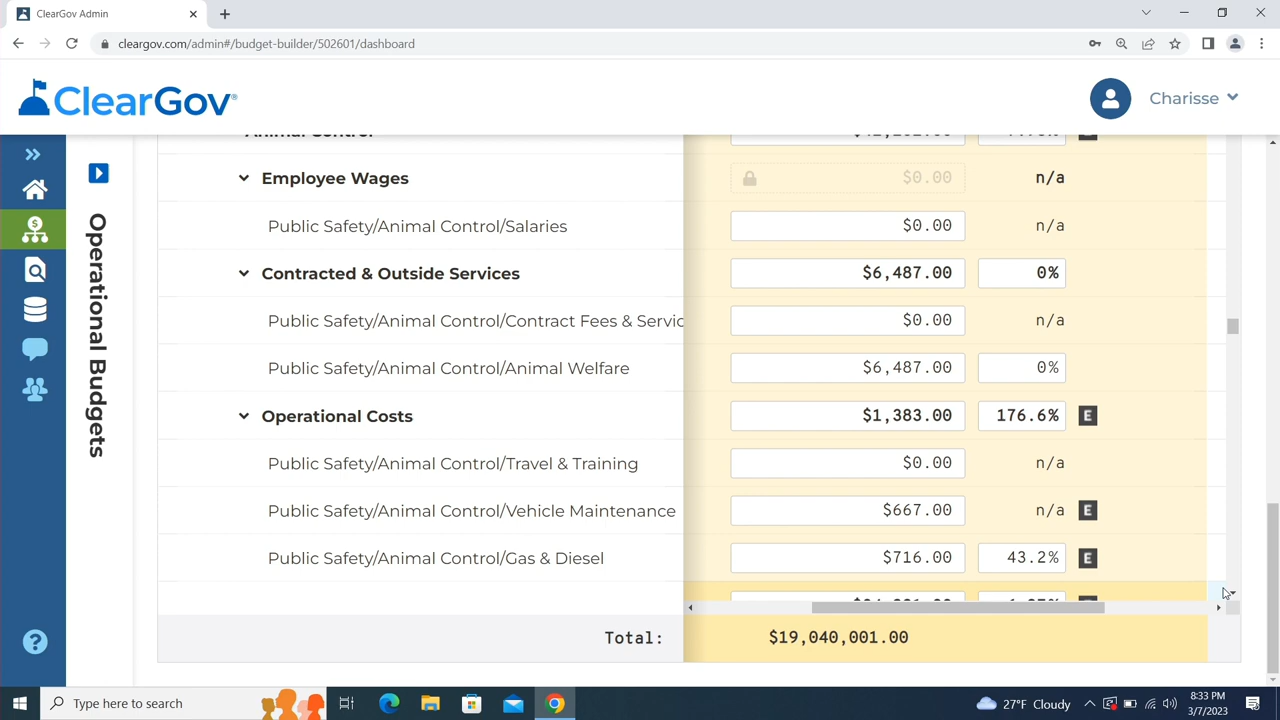 ClearGov Admin
cleargov.com/admin#/budget-builder/502601/dashboard
ClearGov®
Charisse
Operational Budgets
Animal Control
Employee Wages $0.00 n/a
Public Safety/Animal Control/Salaries $0.00 n/a
Contracted & Outside Services $6,487.00 0%
Public Safety/Animal Control/Contract Fees & Servic $0.00 n/a
Public Safety/Animal Control/Animal Welfare $6,487.00 0%
Operational Costs $1,383.00 176.6% E
Public Safety/Animal Control/Travel & Training $0.00 n/a
Public Safety/Animal Control/Vehicle Maintenance $667.00 n/a E
Public Safety/Animal Control/Gas & Diesel $716.00 43.2% E
Total: $19,040,001.00
Type here to search
27°F Cloudy
8:33 PM
3/7/2023